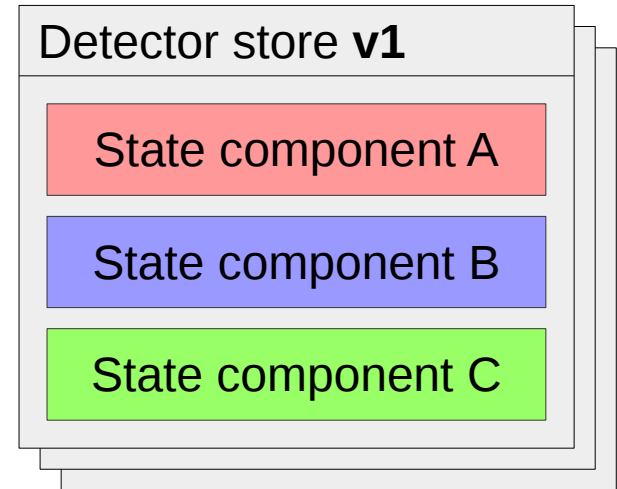 Detector store v1
State component A
State component B
State component C